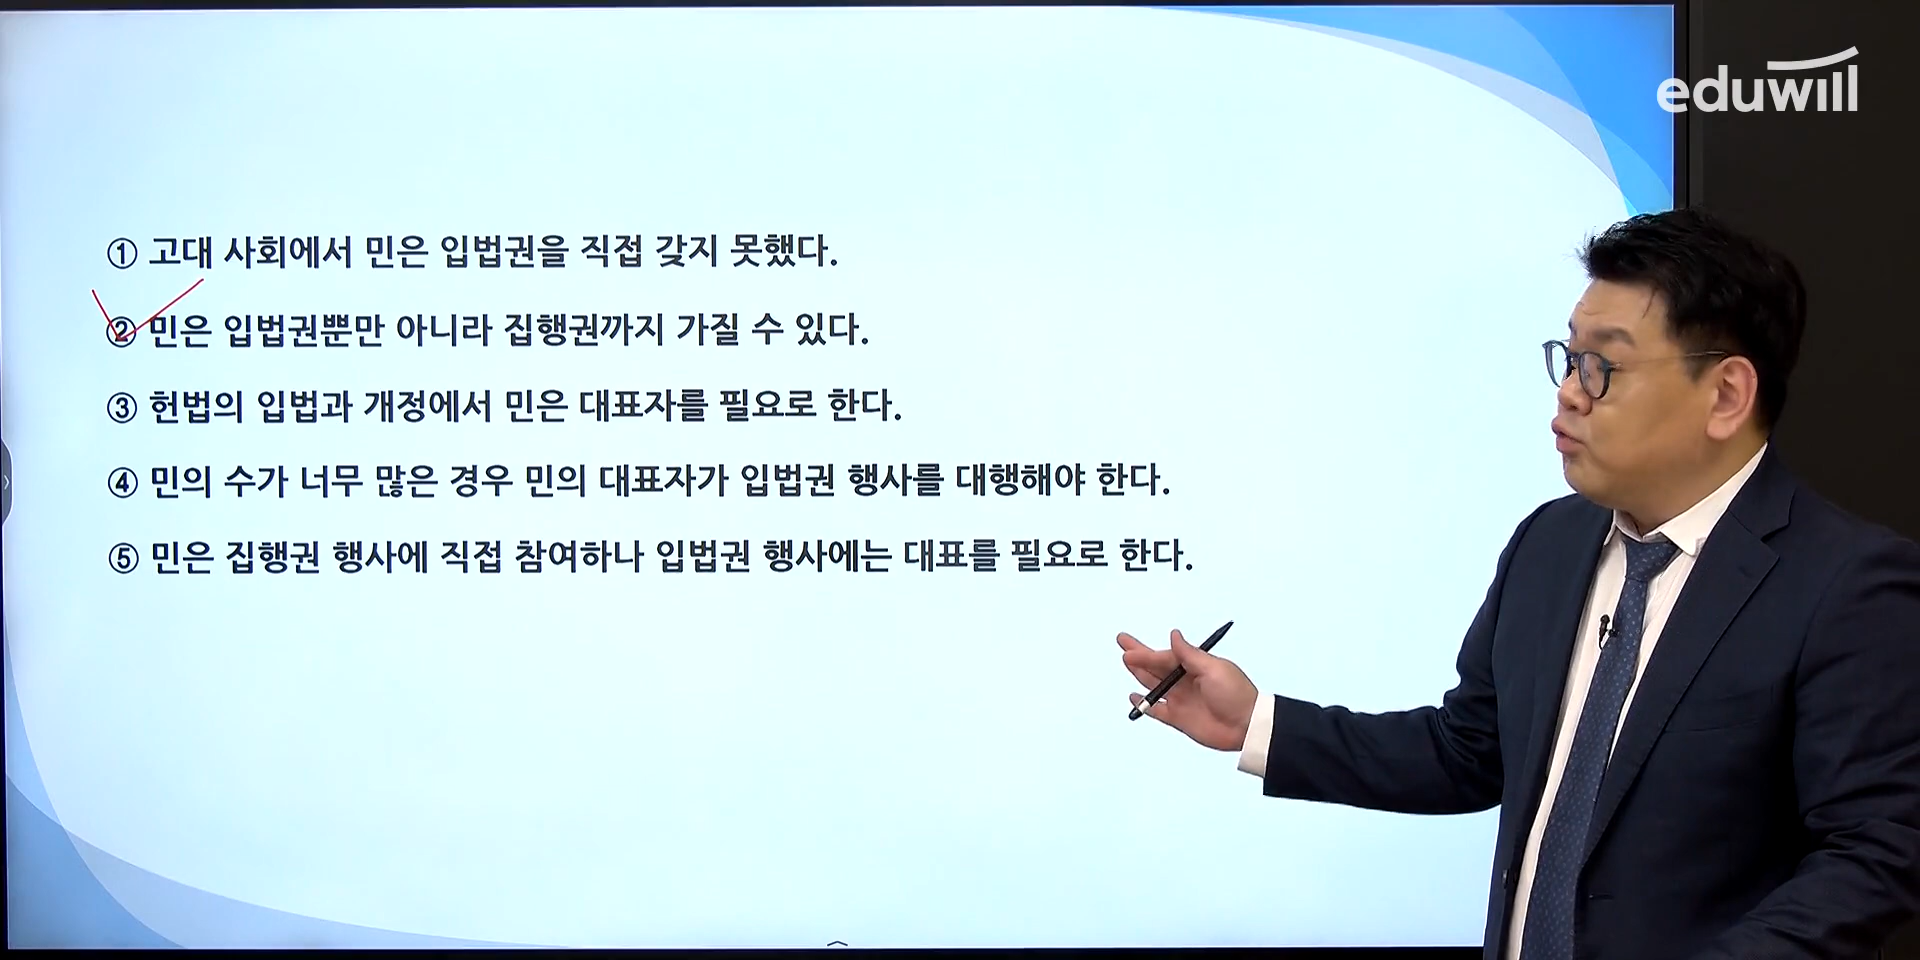 eduwill
① 고대 사회에서 민은 입법권을 직접 갖지 못했다.
② 민은 입법권뿐만 아니라 집행권까지 가질 수 있다.
③ 헌법의 입법과 개정에서 민은 대표자를 필요로 한다.
④ 민의 수가 너무 많은 경우 민의 대표자가 입법권 행사를 대행해야 한다.
⑤ 민은 집행권 행사에 직접 참여하나 입법권 행사에는 대표를 필요로 한다.